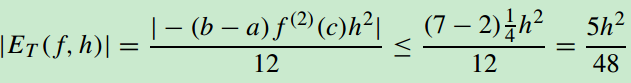 |E_T(f, h)| = \frac{|-(b-a)f^{(2)}(c)h^2|}{12} \leq \frac{(7-2)\frac{1}{4}h^2}{12} = \frac{5h^2}{48}